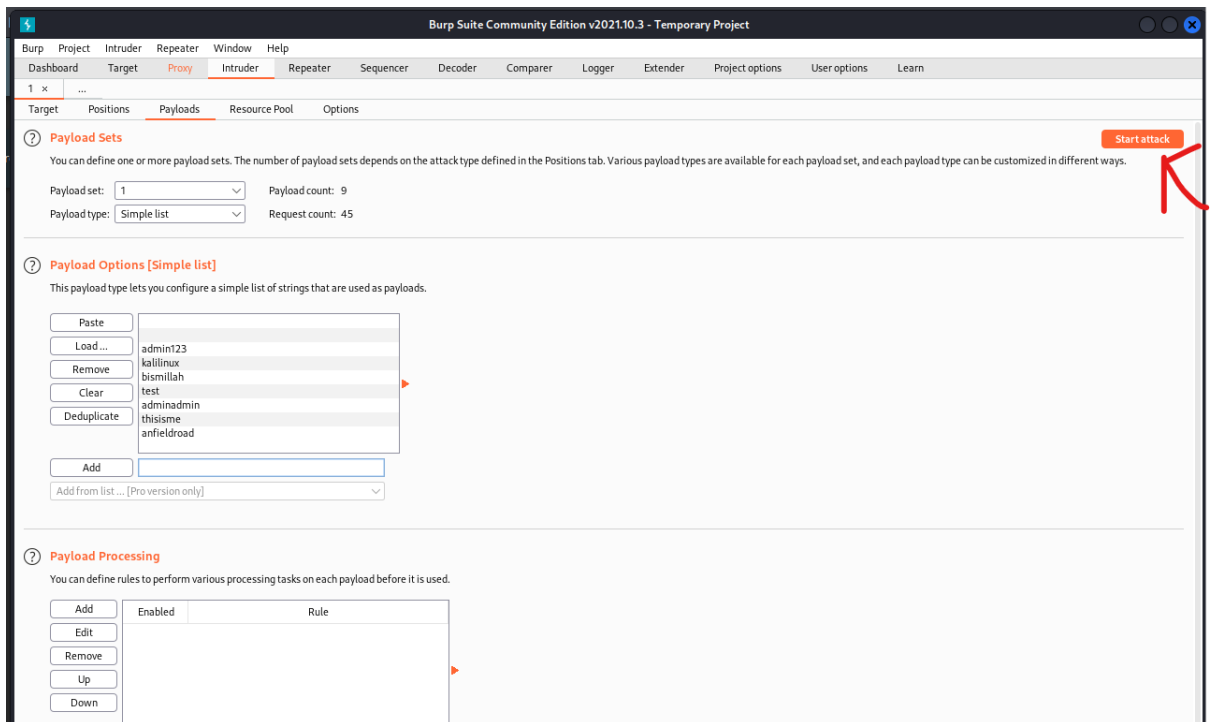 Burp Suite Community Edition v2021.10.3 - Temporary Project
Burp Project Intruder Repeater Window Help
Dashboard Target Proxy Intruder Repeater Sequencer Decoder Comparer Logger Extender Project options User options Learn
1 × ...
Target Positions Payloads Resource Pool Options
? Payload Sets
Start attack
You can define one or more payload sets. The number of payload sets depends on the attack type defined in the Positions tab. Various payload types are available for each payload set, and each payload type can be customized in different ways.
Payload set: 1 Payload count: 9
Payload type: Simple list Request count: 45
? Payload Options [Simple list]
This payload type lets you configure a simple list of strings that are used as payloads.
Paste
Load ...
Remove
Clear
Deduplicate
admin123
kalilinux
bismillah
test
adminadmin
thisisme
anfieldroad
Add
Add from list ... [Pro version only]
? Payload Processing
You can define rules to perform various processing tasks on each payload before it is used.
Add
Edit
Remove
Up
Down
Enabled Rule